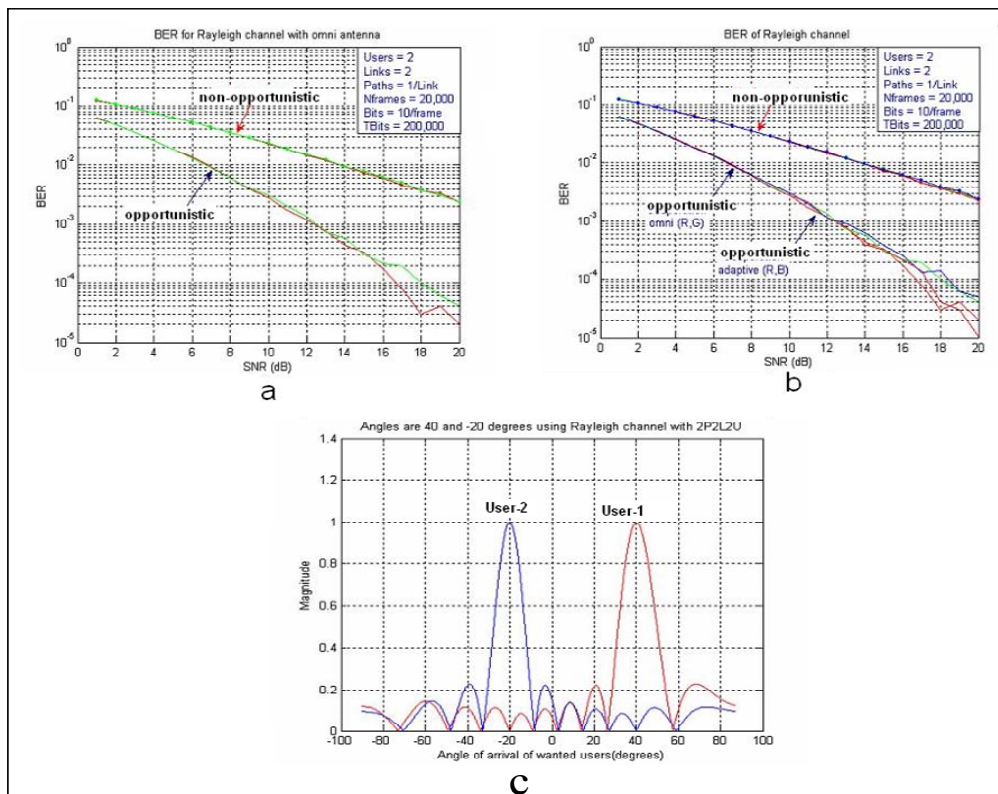 BER for Rayleigh channel with omni antenna
10^0
10^-1
10^-2
10^-3
10^-4
10^-5
BER
Users = 2
Links = 2
Paths = 1/Link
Nframes = 20,000
Bits = 10/frame
TBits = 200,000
non-opportunistic
opportunistic
0 2 4 6 8 10 12 14 16 18 20
SNR (dB)
a
BER of Rayleigh channel
10^0
10^-1
10^-2
10^-3
10^-4
10^-5
BER
Users = 2
Links = 2
Paths = 1/Link
Nframes = 20,000
Bits = 10/frame
TBits = 200,000
non-opporunistic
opportunistic
omni (R,G)
opportunistic
adaptive (R,B)
0 2 4 6 8 10 12 14 16 18 20
SNR (dB)
b
Angles are 40 and -20 degrees using Rayleigh channel with 2P2L2U
1.4
1.2
1
0.8
0.6
0.4
0.2
0
Magnitude
User-2 User-1
-100 -80 -60 -40 -20 0 20 40 60 80 100
Angle of arrival of wanted users(degrees)
c